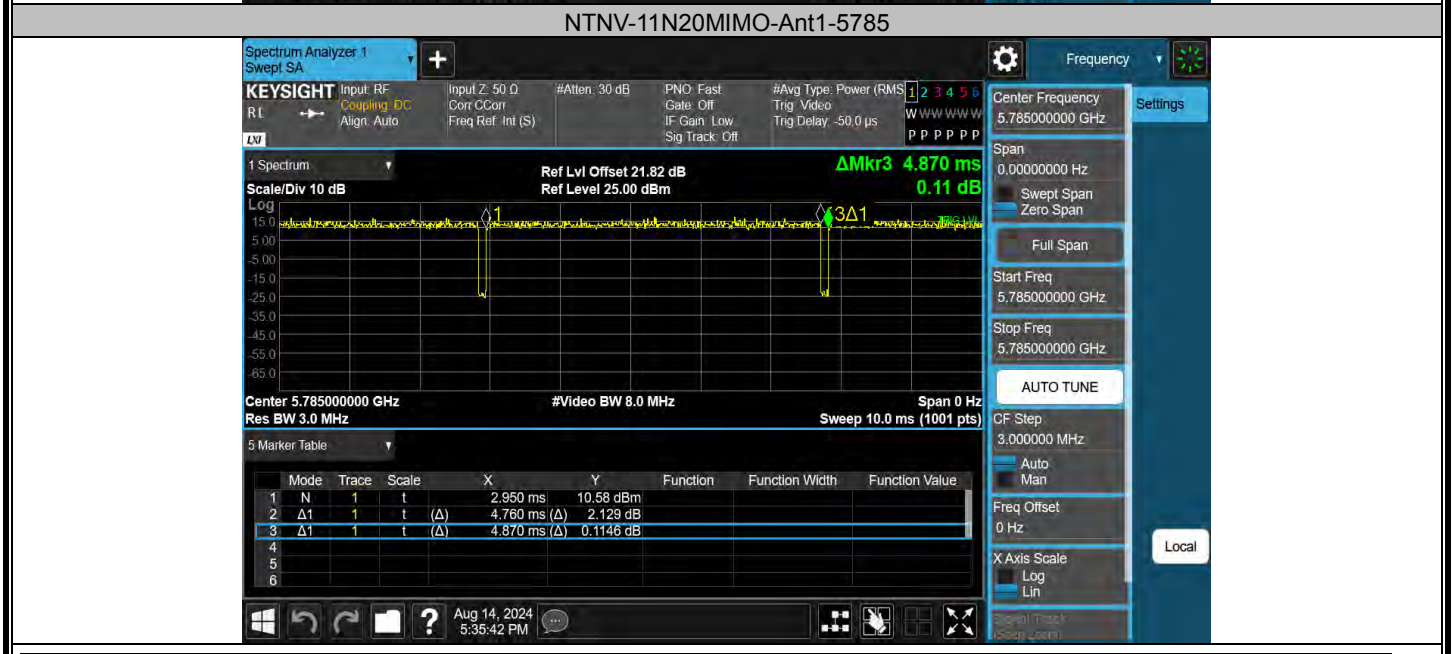 NTNV-11N20MIMO-Ant1-5785
Spectrum Analyzer 1
Swept SA
+
Frequency
KEYSIGHT
RL
LXI
Input: RF
Coupling: DC
Align: Auto
Input Z: 50 Ω
Corr CCorr
Freq Ref: Int (S)
#Atten: 30 dB
PNO: Fast
Gate: Off
IF Gain: Low
Sig Track: Off
#Avg Type: Power (RMS
Trig: Video
Trig Delay: -50.0 µs
1 2 3 4 5 6
W W W W W W
P P P P P P
1 Spectrum
Scale/Div 10 dB
Ref Lvl Offset 21.82 dB
Ref Level 25.00 dBm
ΔMkr3 4.870 ms
0.11 dB
Log
15.0
5.00
-5.00
-15.0
-25.0
-35.0
-45.0
-55.0
-65.0
1
3Δ1
TRIG LVL
Center 5.785000000 GHz
#Video BW 8.0 MHz
Span 0 Hz
Res BW 3.0 MHz
Sweep 10.0 ms (1001 pts)
5 Marker Table
Mode Trace Scale X Y Function Function Width Function Value
1 N 1 t 2.950 ms 10.58 dBm
2 Δ1 1 t (Δ) 4.760 ms (Δ) 2.129 dB
3 Δ1 1 t (Δ) 4.870 ms (Δ) 0.1146 dB
4
5
6
Aug 14, 2024
5:35:42 PM
?
Center Frequency
5.785000000 GHz
Settings
Span
0.00000000 Hz
Swept Span
Zero Span
Full Span
Start Freq
5.785000000 GHz
Stop Freq
5.785000000 GHz
AUTO TUNE
CF Step
3.000000 MHz
Auto
Man
Freq Offset
0 Hz
X Axis Scale
Log
Lin
Signal Track
(Span Zoom)
Local